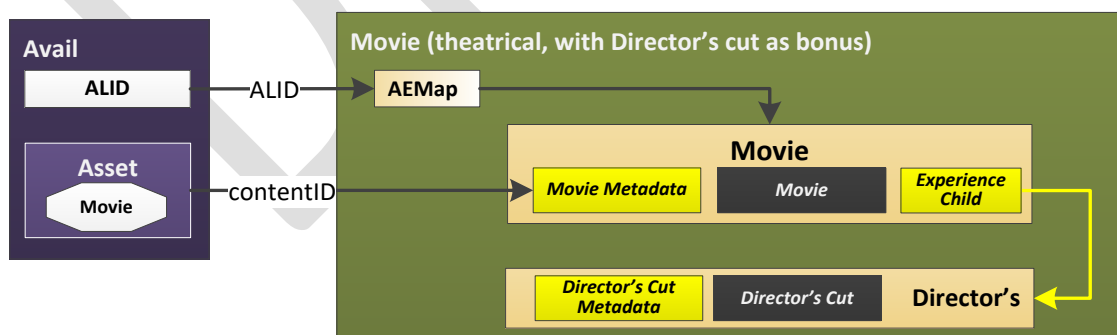 Avail
ALID
Asset
Movie
ALID
contentID
Movie (theatrical, with Director's cut as bonus)
AEMap
Movie
Movie Metadata
Movie
Experience
Child
Director's Cut
Metadata
Director's Cut
Director's